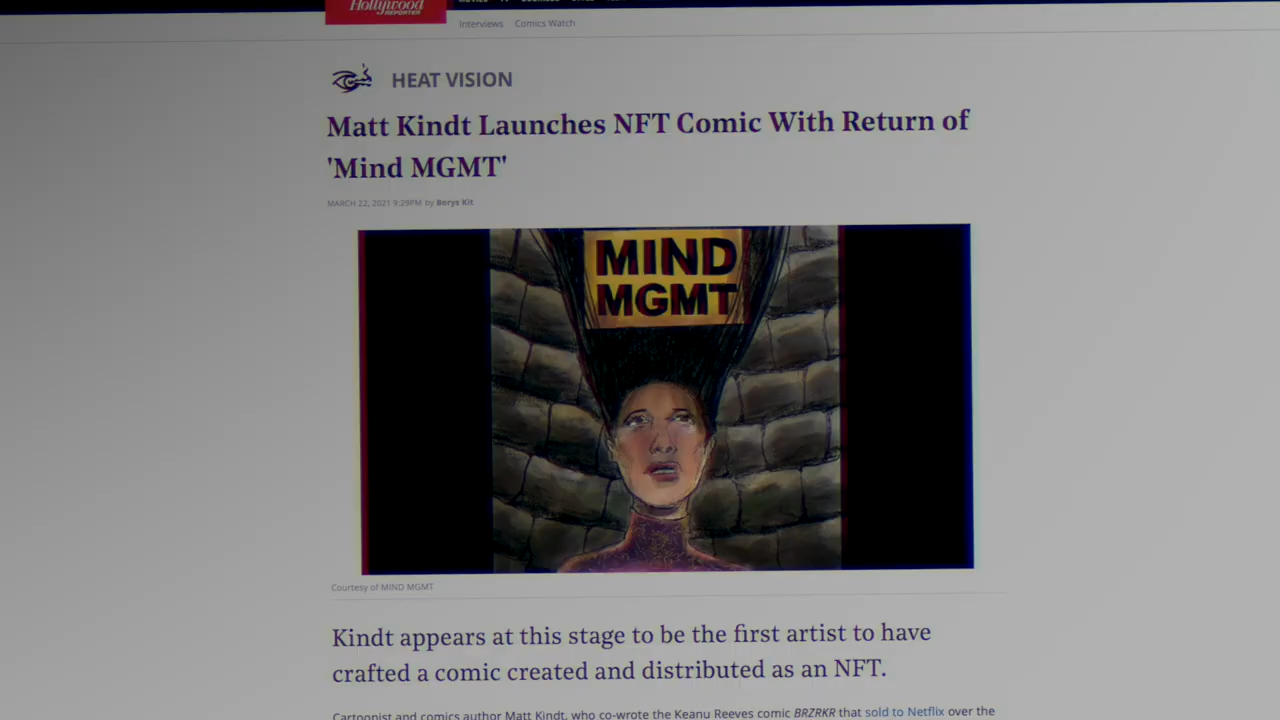 Hollywood
REPORTER
Interviews Comics Watch
HEAT VISION
Matt Kindt Launches NFT Comic With Return of
'Mind MGMT'
MARCH 22, 2021 9:29PM by Borys Kit
MIND
MGMT
Courtesy of MIND MGMT
Kindt appears at this stage to be the first artist to have
crafted a comic created and distributed as an NFT.
Cartoonist and comics author Matt Kindt, who co-wrote the Keanu Reeves comic BRZRKR that sold to Netflix over the